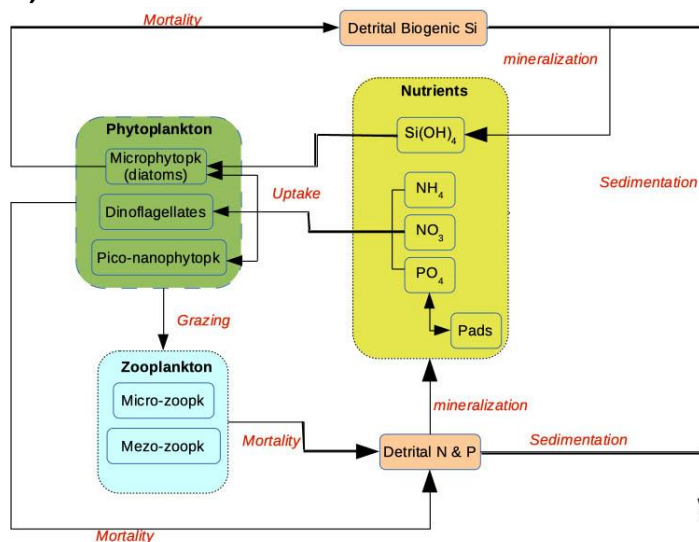 Mortality
Detrital Biogenic Si
mineralization
Nutrients
Phytoplankton
Si(OH)4
Microphytopk
(diatoms)
Uptake
Sedimentation
NH4
Dinoflagellates
NO3
Pico-nanophytopk
PO4
Grazing
Pads
Zooplankton
Micro-zoopk
mineralization
Mezo-zoopk
Mortality
Detrital N & P
Sedimentation
Mortality